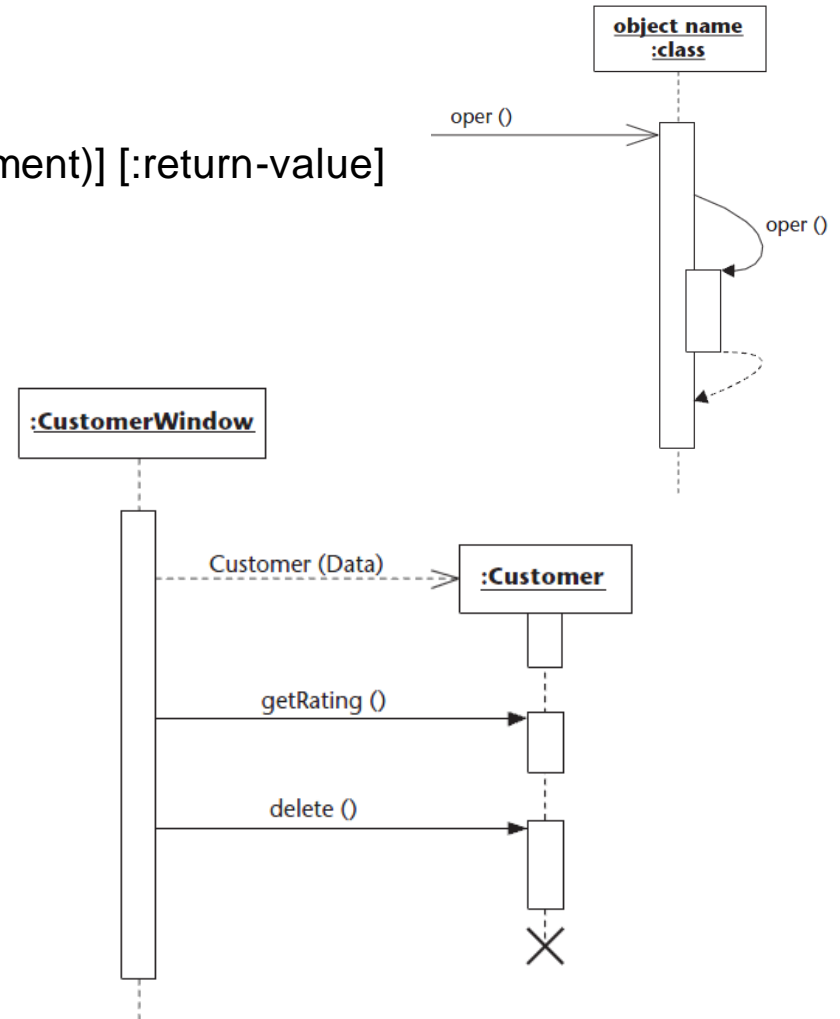 object name
:class
oper ()
ment)] [:return-value]
oper ()
:CustomerWindow
Customer (Data)
:Customer
getRating ()
delete ()